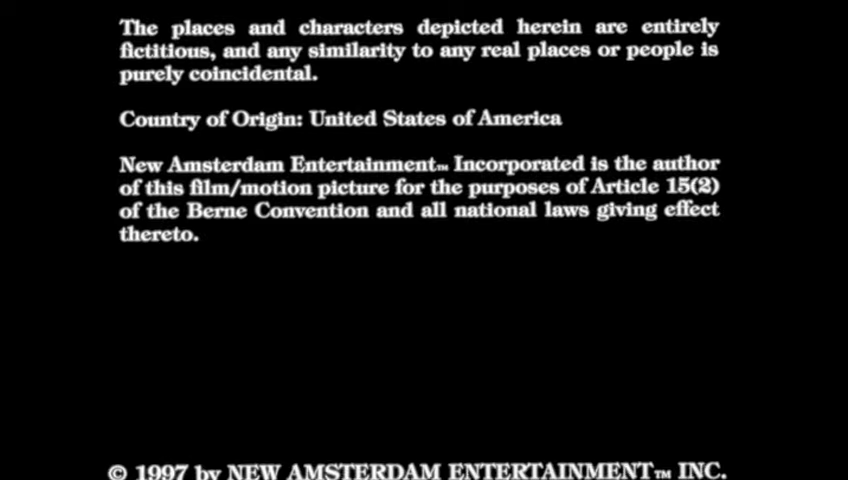 The places and characters depicted herein are entirely
fictitious, and any similarity to any real places or people is
purely coincidental.
Country of Origin: United States of America
New Amsterdam Entertainment™ Incorporated is the author
of this film/motion picture for the purposes of Article 15(2)
of the Berne Convention and all national laws giving effect
thereto.
© 1997 by NEW AMSTERDAM ENTERTAINMENT™ INC.